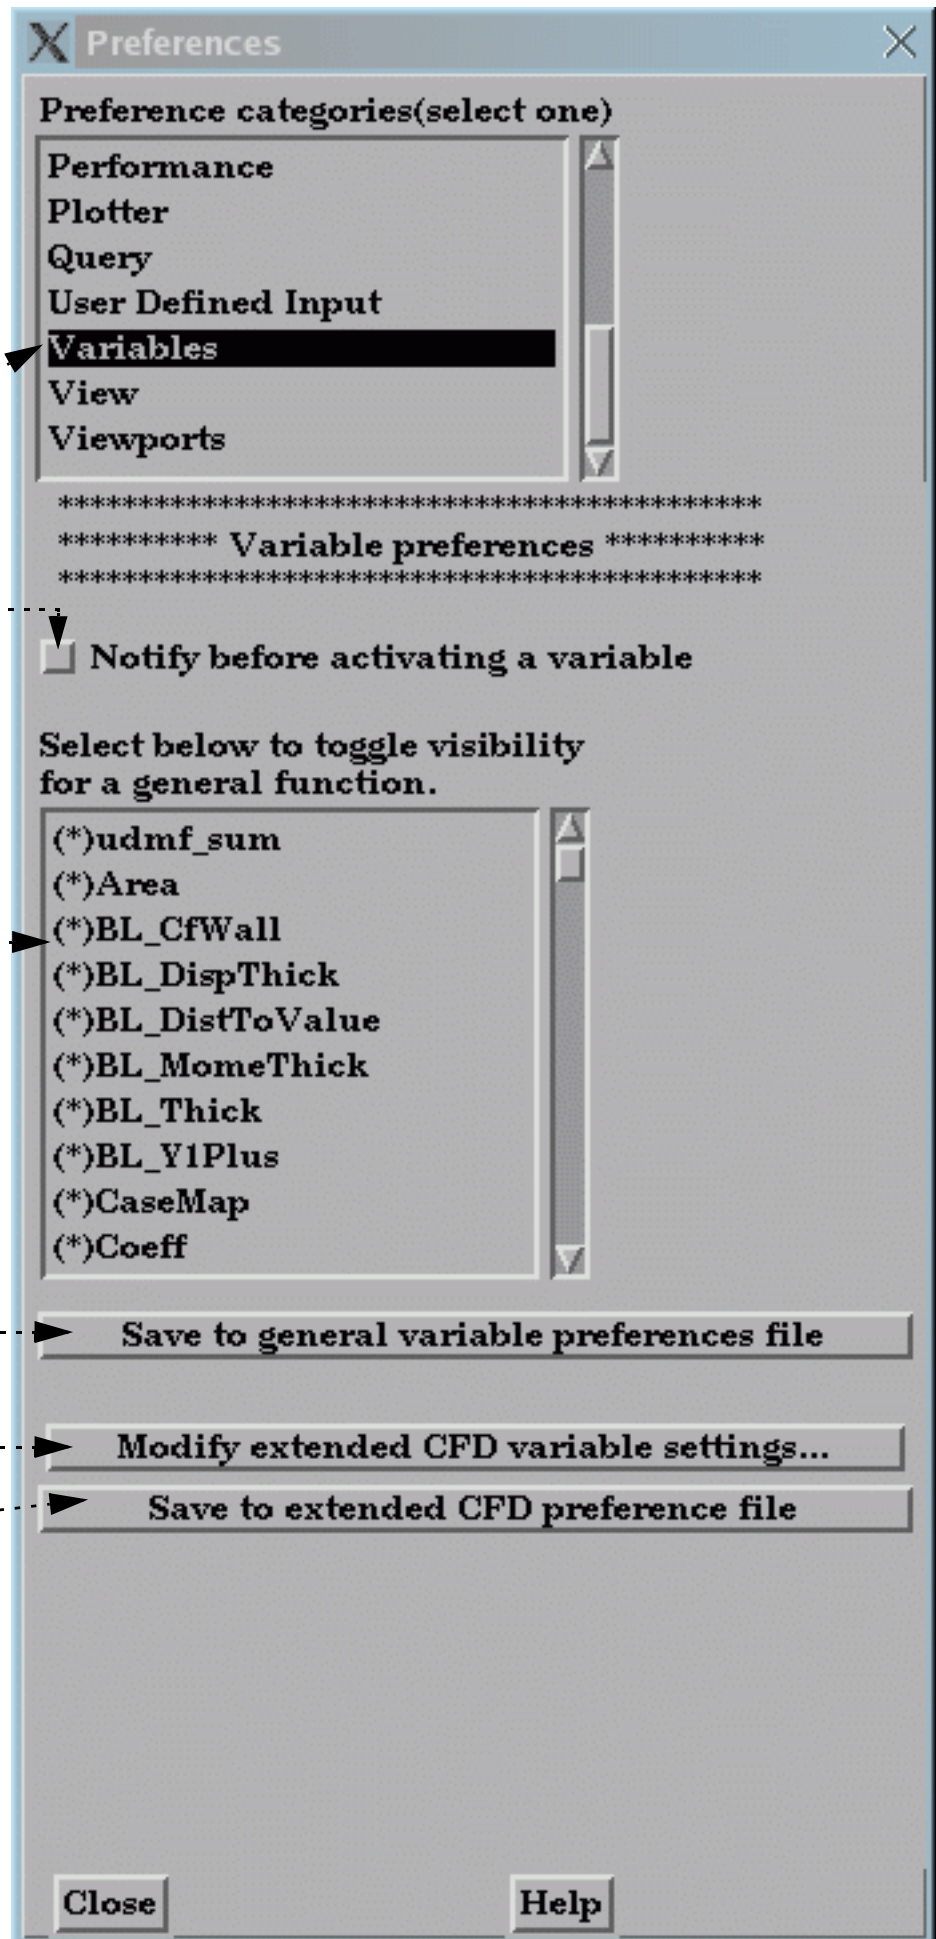 Preferences
Preference categories(select one)
Performance
Plotter
Query
User Defined Input
Variables
View
Viewports
********************************************
********** Variable preferences **********
********************************************
Notify before activating a variable
Select below to toggle visibility
for a general function.
(*)udmf_sum
(*)Area
(*)BL_CfWall
(*)BL_DispThick
(*)BL_DistToValue
(*)BL_MomeThick
(*)BL_Thick
(*)BL_Y1Plus
(*)CaseMap
(*)Coeff
Save to general variable preferences file
Modify extended CFD variable settings...
Save to extended CFD preference file
Close Help